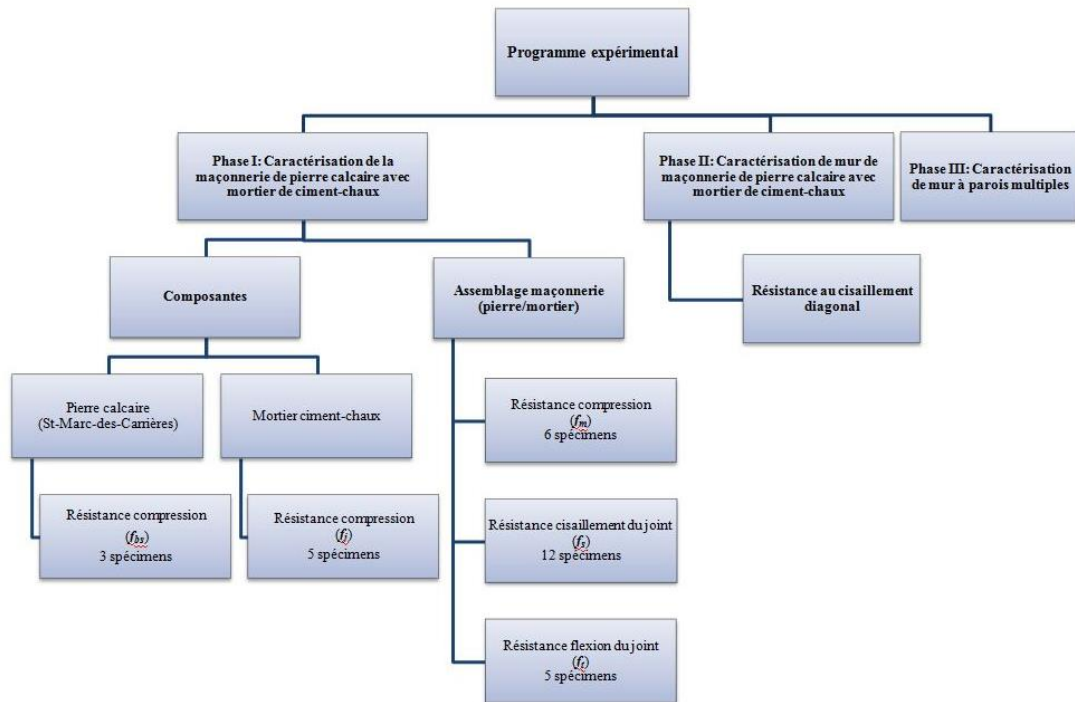 Programme expérimental
Phase I: Caractérisation de la
maçonnerie de pierre calcaire avec
mortier de ciment-chaux
Phase II: Caractérisation de mur de
maçonnerie de pierre calcaire avec
mortier de ciment-chaux
Phase III: Caractérisation
de mur à parois multiples
Composantes
Assemblage maçonnerie
(pierre/mortier)
Résistance au cisaillement
diagonal
Pierre calcaire
(St-Marc-des-Carrières)
Mortier ciment-chaux
Résistance compression
(fm)
6 spécimens
Résistance compression
(fbs)
3 spécimens
Résistance compression
(fj)
5 spécimens
Résistance cisaillement du joint
(fs)
12 spécimens
Résistance flexion du joint
(ft)
5 spécimens